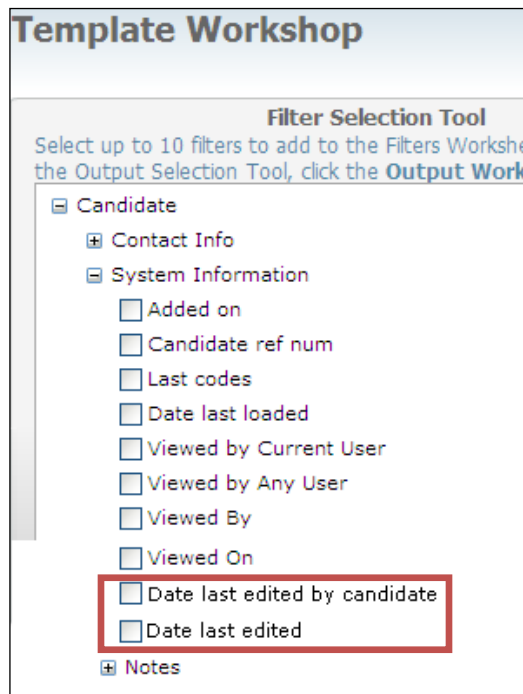 Template Workshop
Filter Selection Tool
Select up to 10 filters to add to the Filters
the Output Selection Tool, click the Output
Candidate
Contact Info
System Information
Added on
Candidate ref num
Last codes
Date last loaded
Viewed by Current User
Viewed by Any User
Viewed By
Viewed On
Date last edited by candidate
Date last edited
Notes